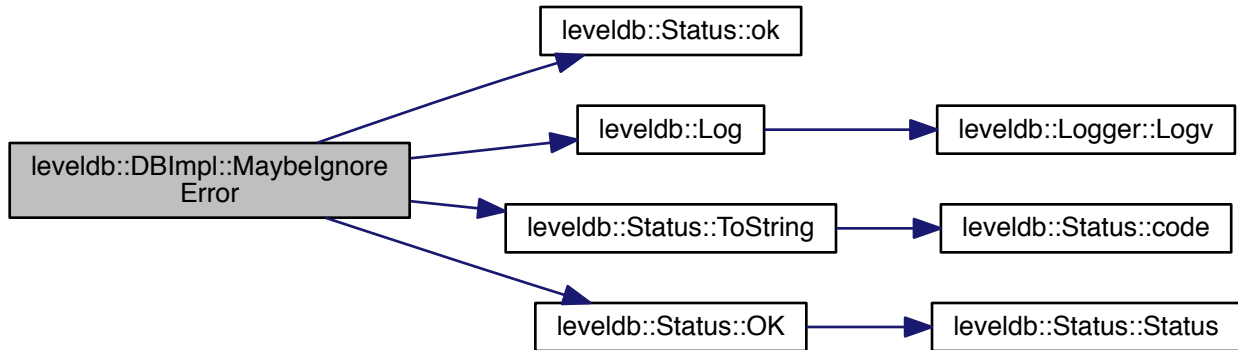 leveldb::Status::ok
leveldb::Log
leveldb::Logger::Logv
leveldb::DBImpl::MaybeIgnore
Error
leveldb::Status::ToString
leveldb::Status::code
leveldb::Status::OK
leveldb::Status::Status